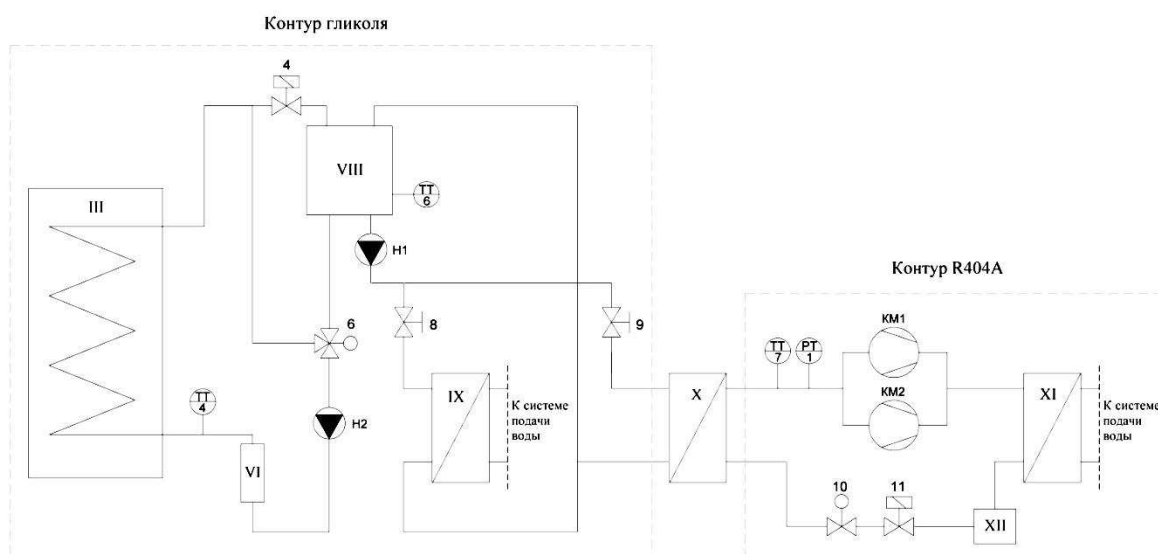 Контур гликоля
4
VIII
TT
6
III
H1
Контур R404A
6
8
9
TT
7
PT
1
KM1
KM2
TT
4
H2
IX
К системе
подачи
воды
X
XI
К системе
подачи
воды
VI
10
11
XII